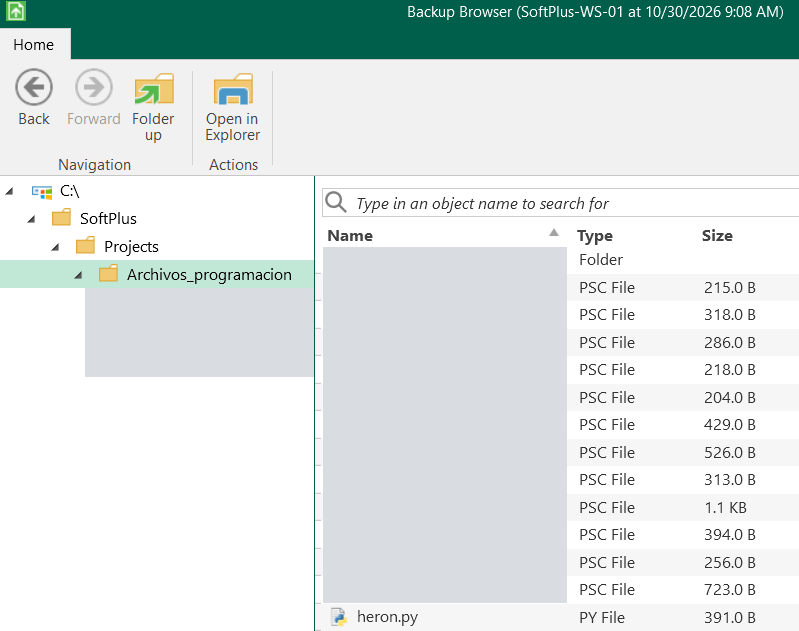 Backup Browser (SoftPlus-WS-01 at 10/30/2026 9:08 AM)
Home
Back
Forward
Folder up
Open in Explorer
Navigation
Actions
C:\
SoftPlus
Projects
Archivos_programacion
Type in an object name to search for
Name Type Size
Folder
PSC File 215.0 B
PSC File 318.0 B
PSC File 286.0 B
PSC File 218.0 B
PSC File 204.0 B
PSC File 429.0 B
PSC File 526.0 B
PSC File 313.0 B
PSC File 1.1 KB
PSC File 394.0 B
PSC File 256.0 B
PSC File 723.0 B
heron.py PY File 391.0 B